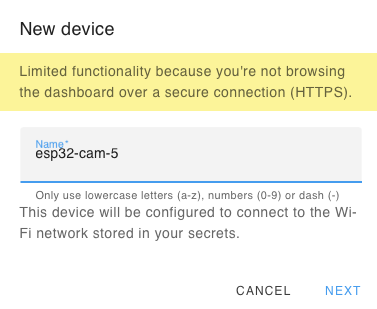 New device
Limited functionality because you're not browsing
the dashboard over a secure connection (HTTPS).
Name*
esp32-cam-5
Only use lowercase letters (a-z), numbers (0-9) or dash (-)
This device will be configured to connect to the Wi-
Fi network stored in your secrets.
CANCEL NEXT